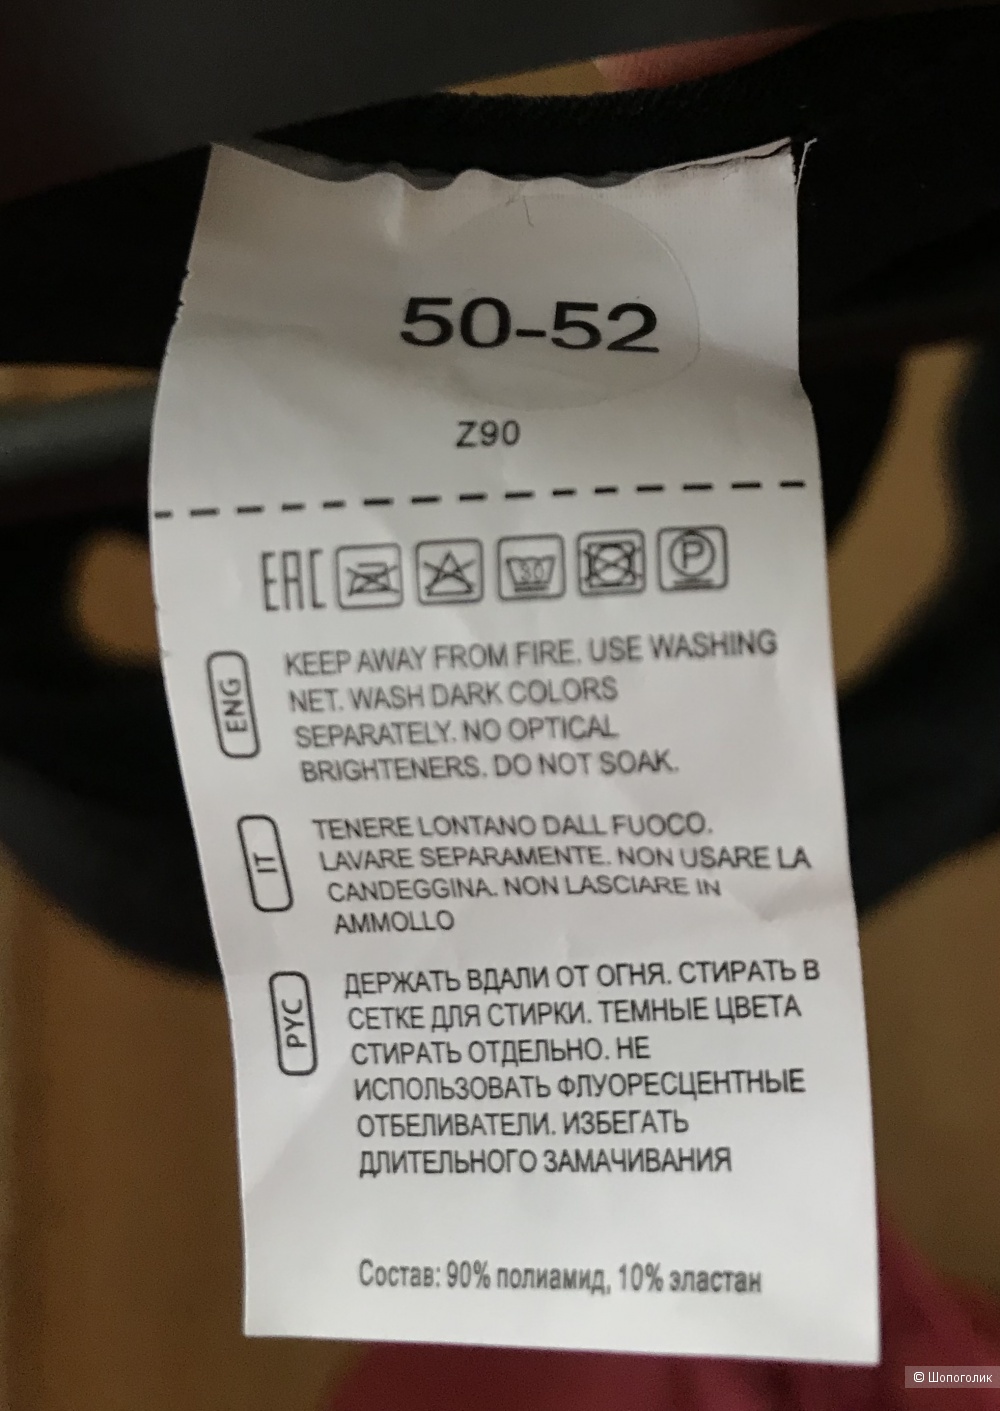 50-52
Z90
EAC 30 P
ENG
KEEP AWAY FROM FIRE. USE WASHING
NET. WASH DARK COLORS
SEPARATELY. NO OPTICAL
BRIGHTENERS. DO NOT SOAK.
IT
TENERE LONTANO DALL FUOCO.
LAVARE SEPARAMENTE. NON USARE LA
CANDEGGINA. NON LASCIARE IN
AMMOLLO
РУС
ДЕРЖАТЬ ВДАЛИ ОТ ОГНЯ. СТИРАТЬ В
СЕТКЕ ДЛЯ СТИРКИ. ТЕМНЫЕ ЦВЕТА
СТИРАТЬ ОТДЕЛЬНО. НЕ
ИСПОЛЬЗОВАТЬ ФЛУОРЕСЦЕНТНЫЕ
ОТБЕЛИВАТЕЛИ. ИЗБЕГАТЬ
ДЛИТЕЛЬНОГО ЗАМАЧИВАНИЯ
Состав: 90% полиамид, 10% эластан
© Шопоголик